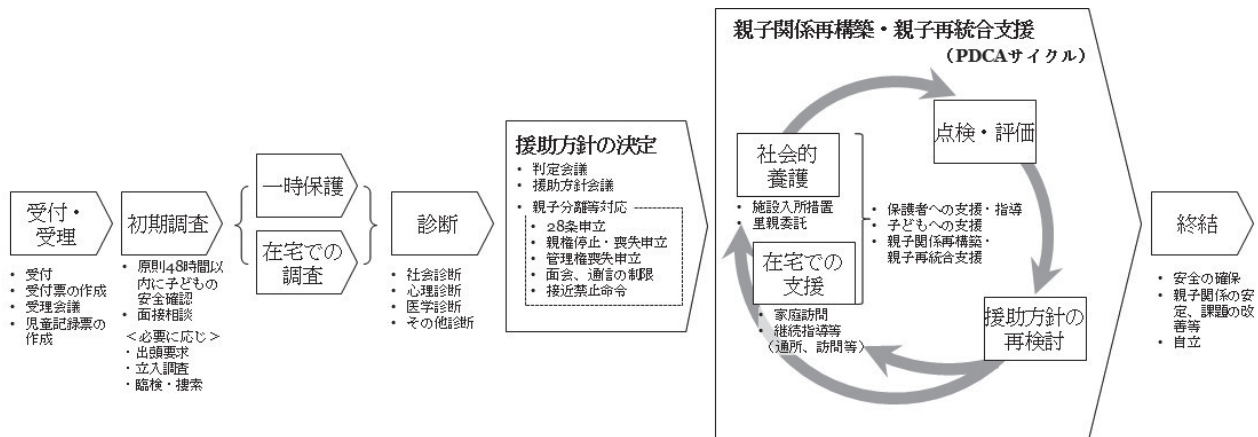 受付・
受理
・ 受付
・ 受付票の作成
・ 受理会議
・ 児童記録票の
作成
初期調査
・ 原則48時間以
内に子どもの
安全確認
・ 面接相談
＜必要に応じ＞
・出頭要求
・立入調査
・臨検・捜索
一時保護
在宅での
調査
診断
・ 社会診断
・ 心理診断
・ 医学診断
・ その他診断
援助方針の決定
・ 判定会議
・ 援助方針会議
・ 親子分離等対応
・ 28条申立
・ 親権停止・喪失申立
・ 管理権喪失申立
・ 面会、通信の制限
・ 接近禁止命令
親子関係再構築・親子再統合支援
（PDCAサイクル）
社会的
養護
・ 施設入所措置
・ 里親委託
在宅での
支援
・ 家庭訪問
・ 継続指導等
（通所、訪問等）
・ 保護者への支援・指導
・ 子どもへの支援
・ 親子関係再構築・
親子再統合支援
点検・評価
援助方針の
再検討
終結
・ 安全の確保
・ 親子関係の安
定、課題の改
善等
・ 自立